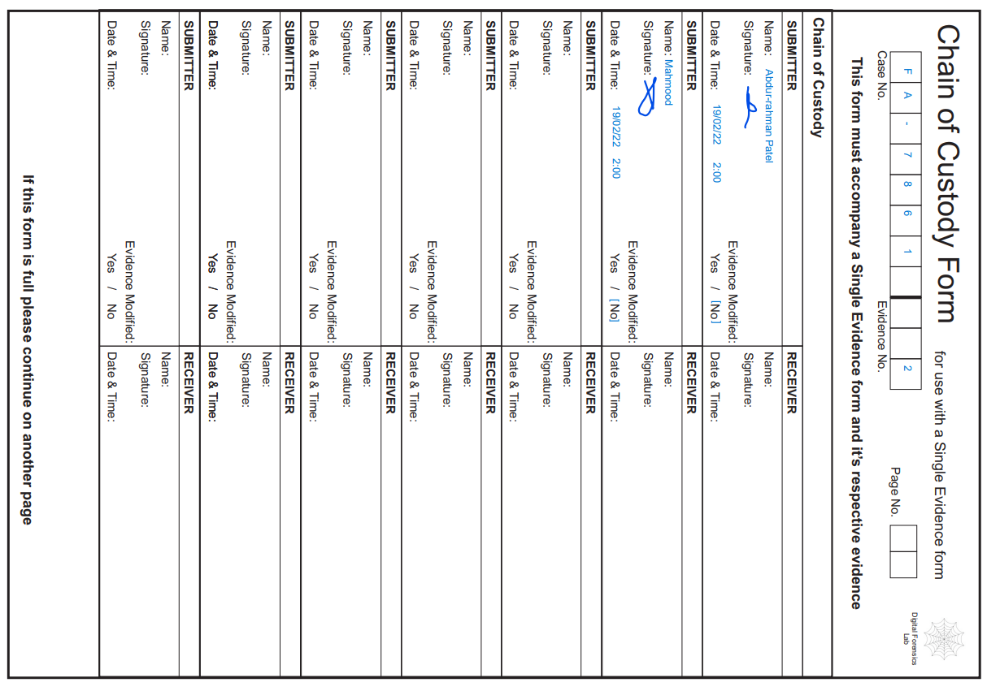 Chain of Custody Form for use with a Single Evidence form
F A - 7 8 6 1 2
Case No. Evidence No. Page No.
Digital Forensics
Lab
This form must accompany a Single Evidence form and it's respective evidence
Chain of Custody
SUBMITTER RECEIVER
Name: Abdur-rahman Patel Name:
Signature: Signature:
Evidence Modified:
Date & Time: 19/02/22 2:00 Yes / [No] Date & Time:
SUBMITTER RECEIVER
Name: Mahmood Name:
Signature: Signature:
Evidence Modified:
Date & Time: 19/02/22 2:00 Yes / [No] Date & Time:
SUBMITTER RECEIVER
Name: Name:
Signature: Signature:
Evidence Modified:
Date & Time: Yes / No Date & Time:
SUBMITTER RECEIVER
Name: Name:
Signature: Signature:
Evidence Modified:
Date & Time: Yes / No Date & Time:
SUBMITTER RECEIVER
Name: Name:
Signature: Signature:
Evidence Modified:
Date & Time: Yes / No Date & Time:
SUBMITTER RECEIVER
Name: Name:
Signature: Signature:
Evidence Modified:
Date & Time: Yes / No Date & Time:
SUBMITTER RECEIVER
Name: Name:
Signature: Signature:
Evidence Modified:
Date & Time: Yes / No Date & Time:
If this form is full please continue on another page